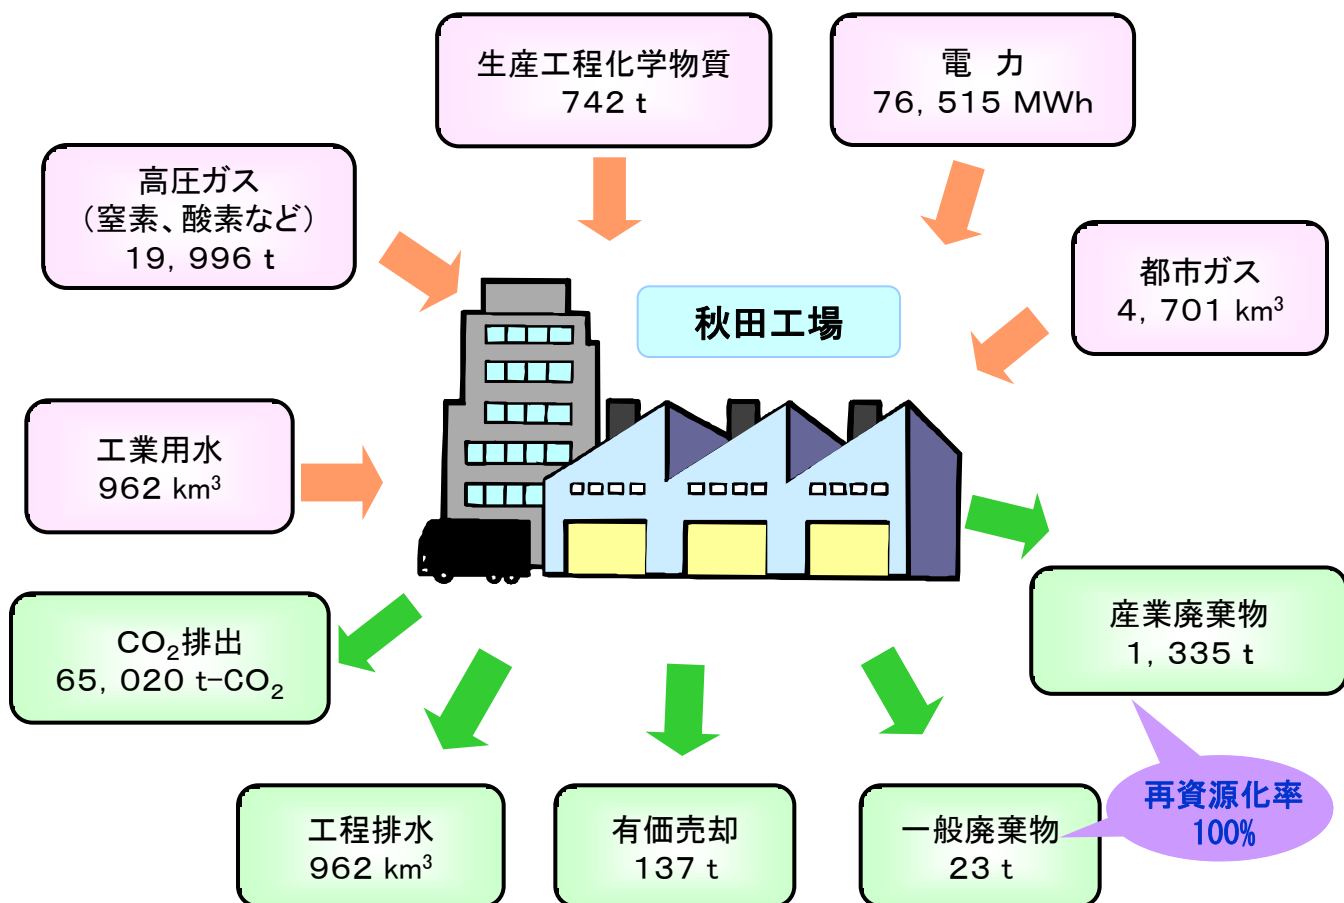 生産工程化学物質
742 t
電　力
76, 515 MWh
高圧ガス
（窒素、酸素など）
19, 996 t
都市ガス
4, 701 km³
秋田工場
工業用水
962 km³
CO₂排出
65, 020 t-CO₂
産業廃棄物
1, 335 t
再資源化率
100%
工程排水
962 km³
有価売却
137 t
一般廃棄物
23 t